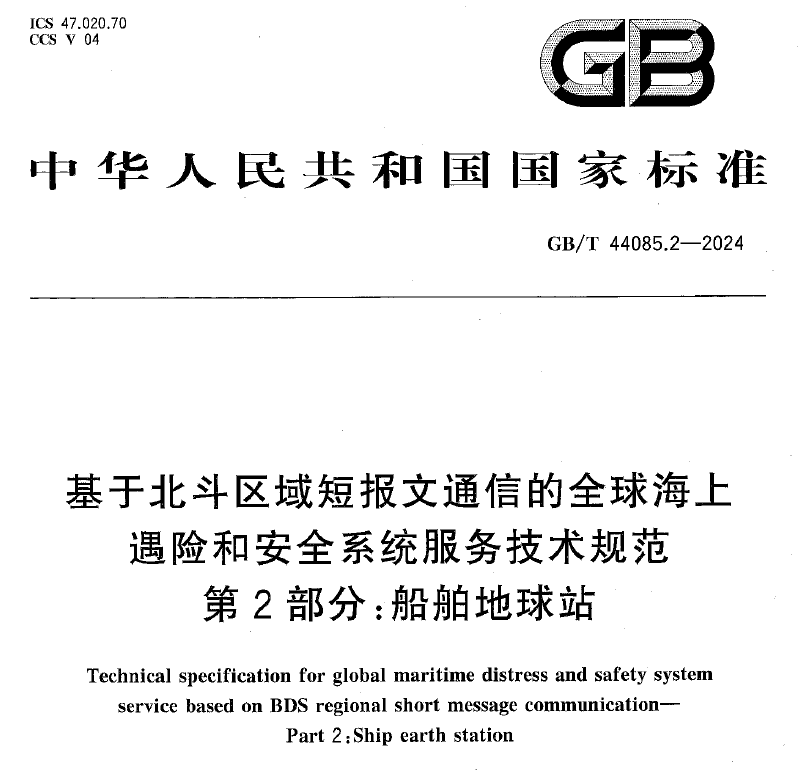 ICS 47.020.70
CCS V 04
GB
中华人民共和国国家标准
GB/T 44085.2—2024
基于北斗区域短报文通信的全球海上
遇险和安全系统服务技术规范
第2部分:船舶地球站
Technical specification for global maritime distress and safety system
service based on BDS regional short message communication—
Part 2:Ship earth station